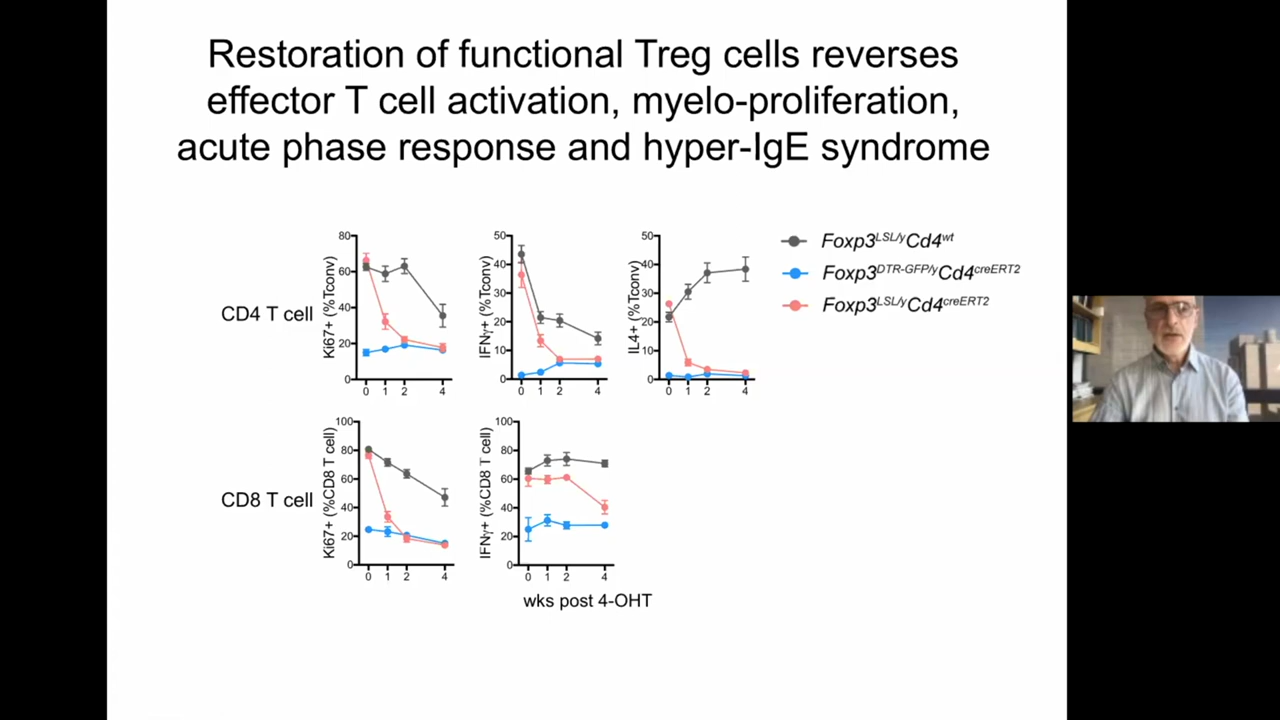 Restoration of functional Treg cells reverses
effector T cell activation, myelo-proliferation,
acute phase response and hyper-IgE syndrome
Foxp3LSL/yCd4wt
Foxp3DTR-GFP/yCd4creERT2
Foxp3LSL/yCd4creERT2
CD4 T cell
Ki67+ (%Tconv)
80
60
40
20
0
0 1 2 4
IFNγ+ (%Tconv)
50
40
30
20
10
0
0 1 2 4
IL4+ (%Tconv)
50
40
30
20
10
0
0 1 2 4
CD8 T cell
Ki67+ (%CD8 T cell)
100
80
60
40
20
0
0 1 2 4
IFNγ+ (%CD8 T cell)
100
80
60
40
20
0
0 1 2 4
wks post 4-OHT